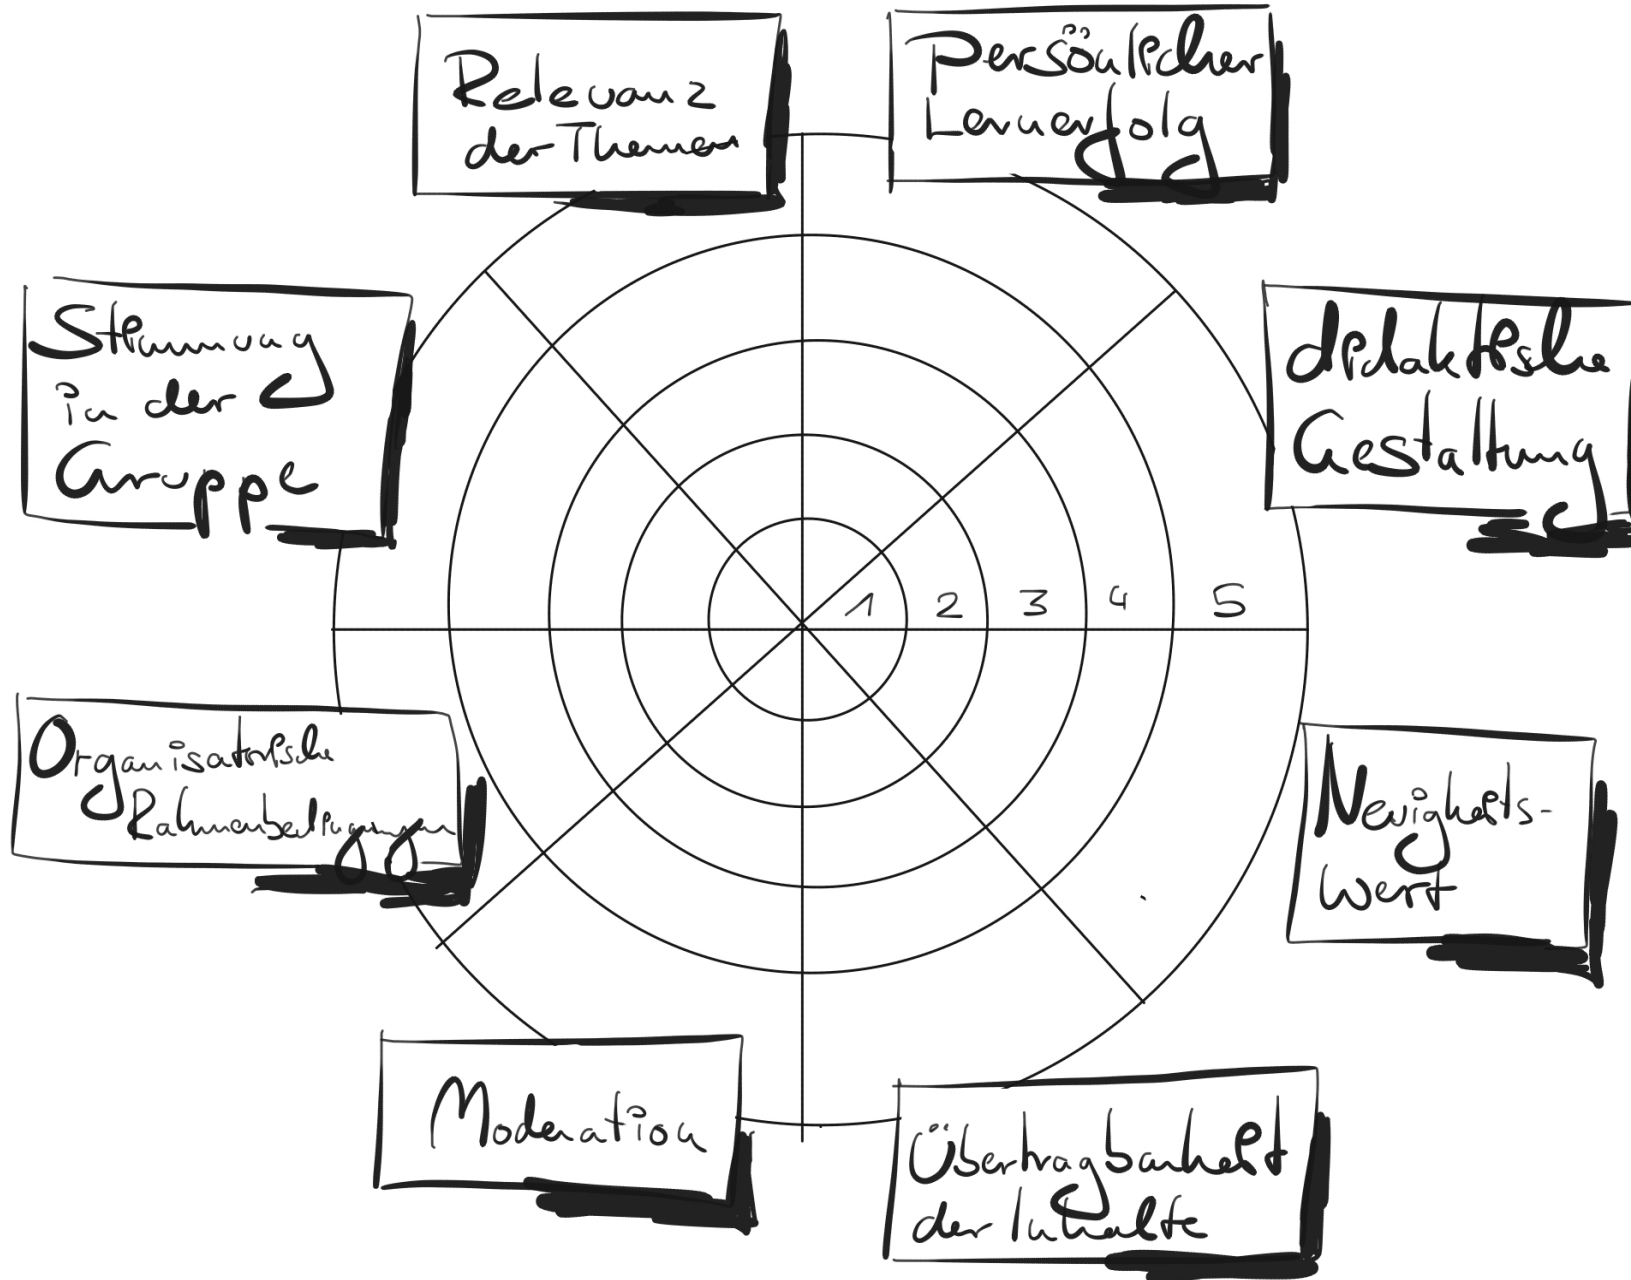 Relevanz
der Themen
Persönlicher
Lernerfolg
Stimmung
in der
Gruppe
didaktische
Gestaltung
1 2 3 4 5
Organisatorische
Rahmenbedingungen
Neuigkeits-
wert
Moderation
Übertragbarkeit
der Inhalte